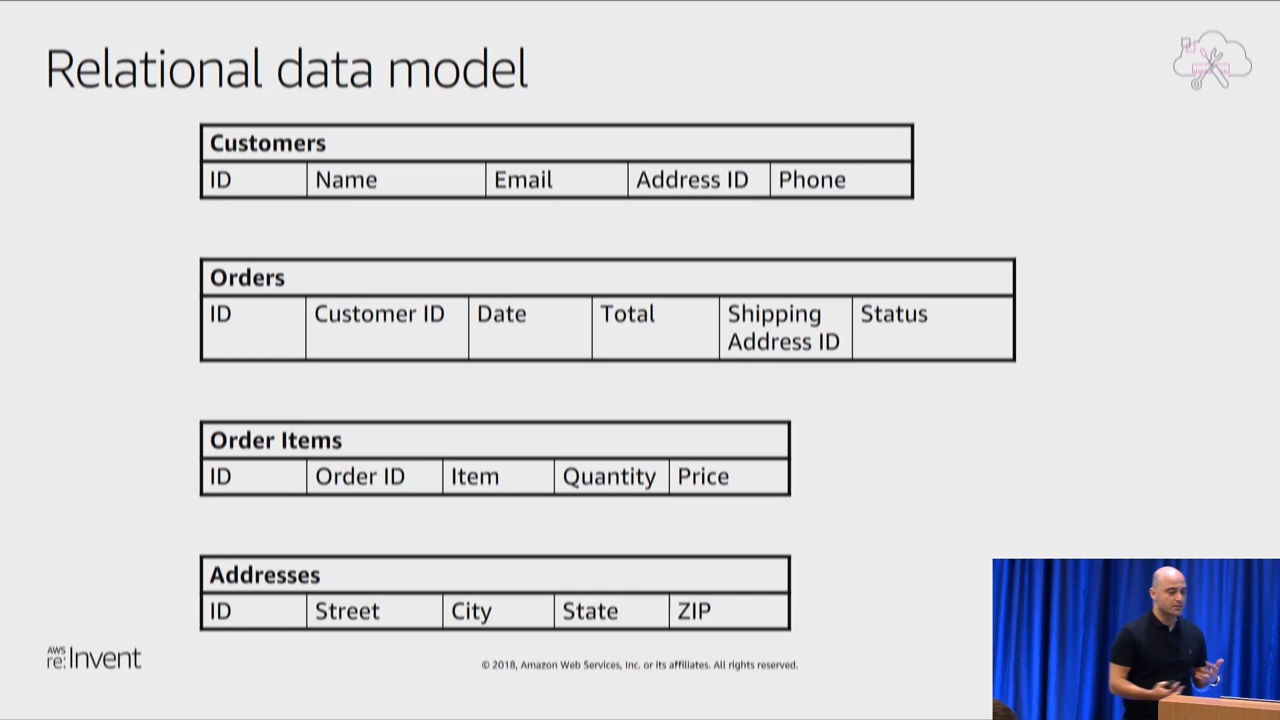 Relational data model
Customers
ID Name Email Address ID Phone
Orders
ID Customer ID Date Total Shipping Address ID Status
Order Items
ID Order ID Item Quantity Price
Addresses
ID Street City State ZIP
AWS
re:Invent
© 2018, Amazon Web Services, Inc. or its affiliates. All rights reserved.